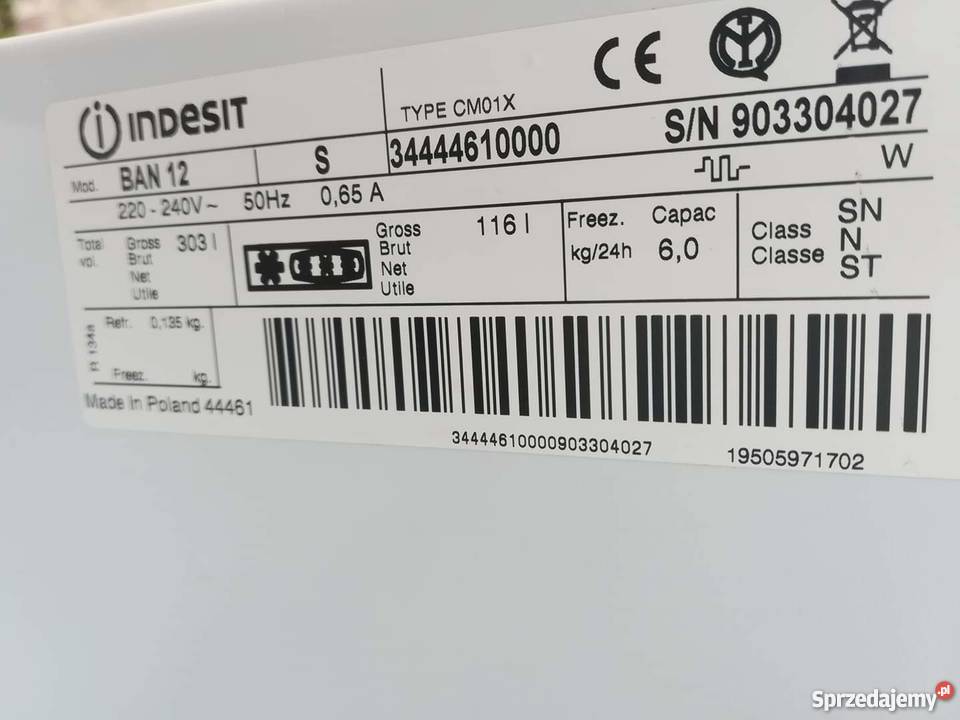 INDESIT
TYPE CM01X
CE
Mod. BAN 12 S 34444610000 S/N 903304027
220 - 240V ~ 50Hz 0,65 A W
Total vol.
Gross 303 l
Brut
Net
Utile
Gross 116 l
Brut
Net
Utile
Freez. Capac
kg/24h 6,0
Class
Classe
SN
N
ST
R 134a
Refr. 0,135 kg.
Freez. kg.
Made in Poland 44461
34444610000903304027
19505971702
Sprzedajemy.pl